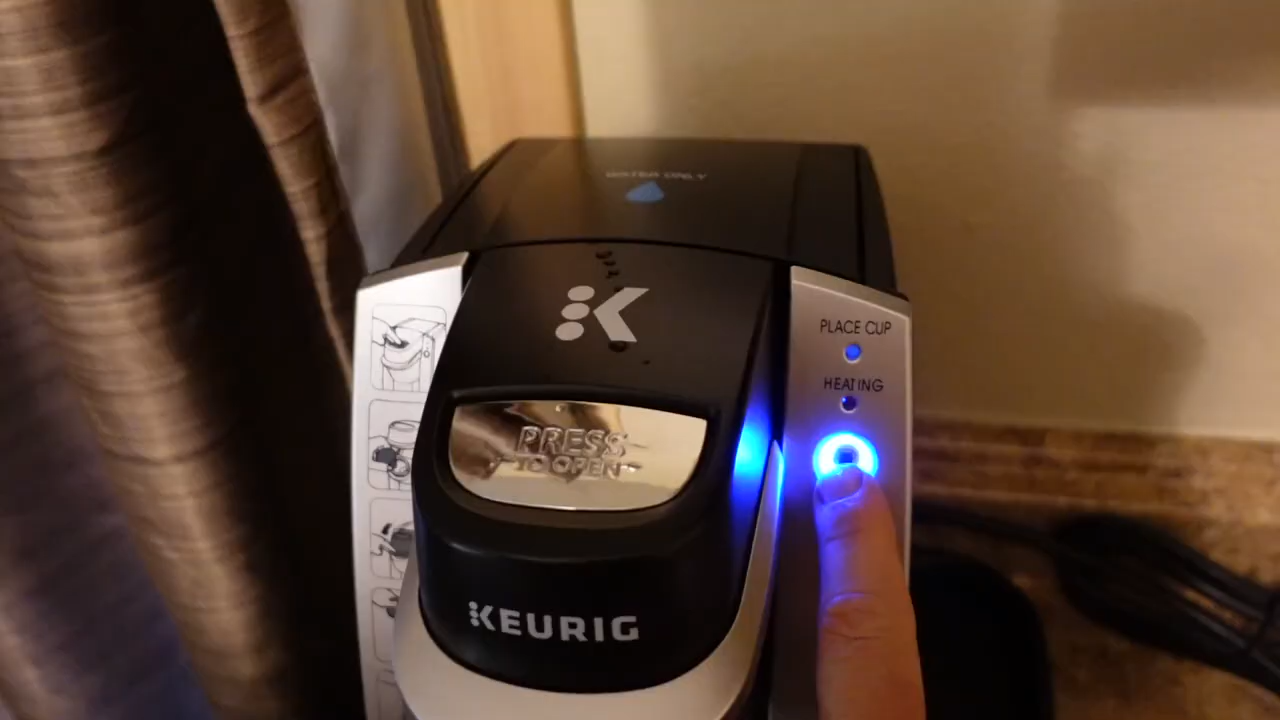 WATER ONLY
K
PLACE CUP
HEATING
PRESS
TO OPEN
KEURIG